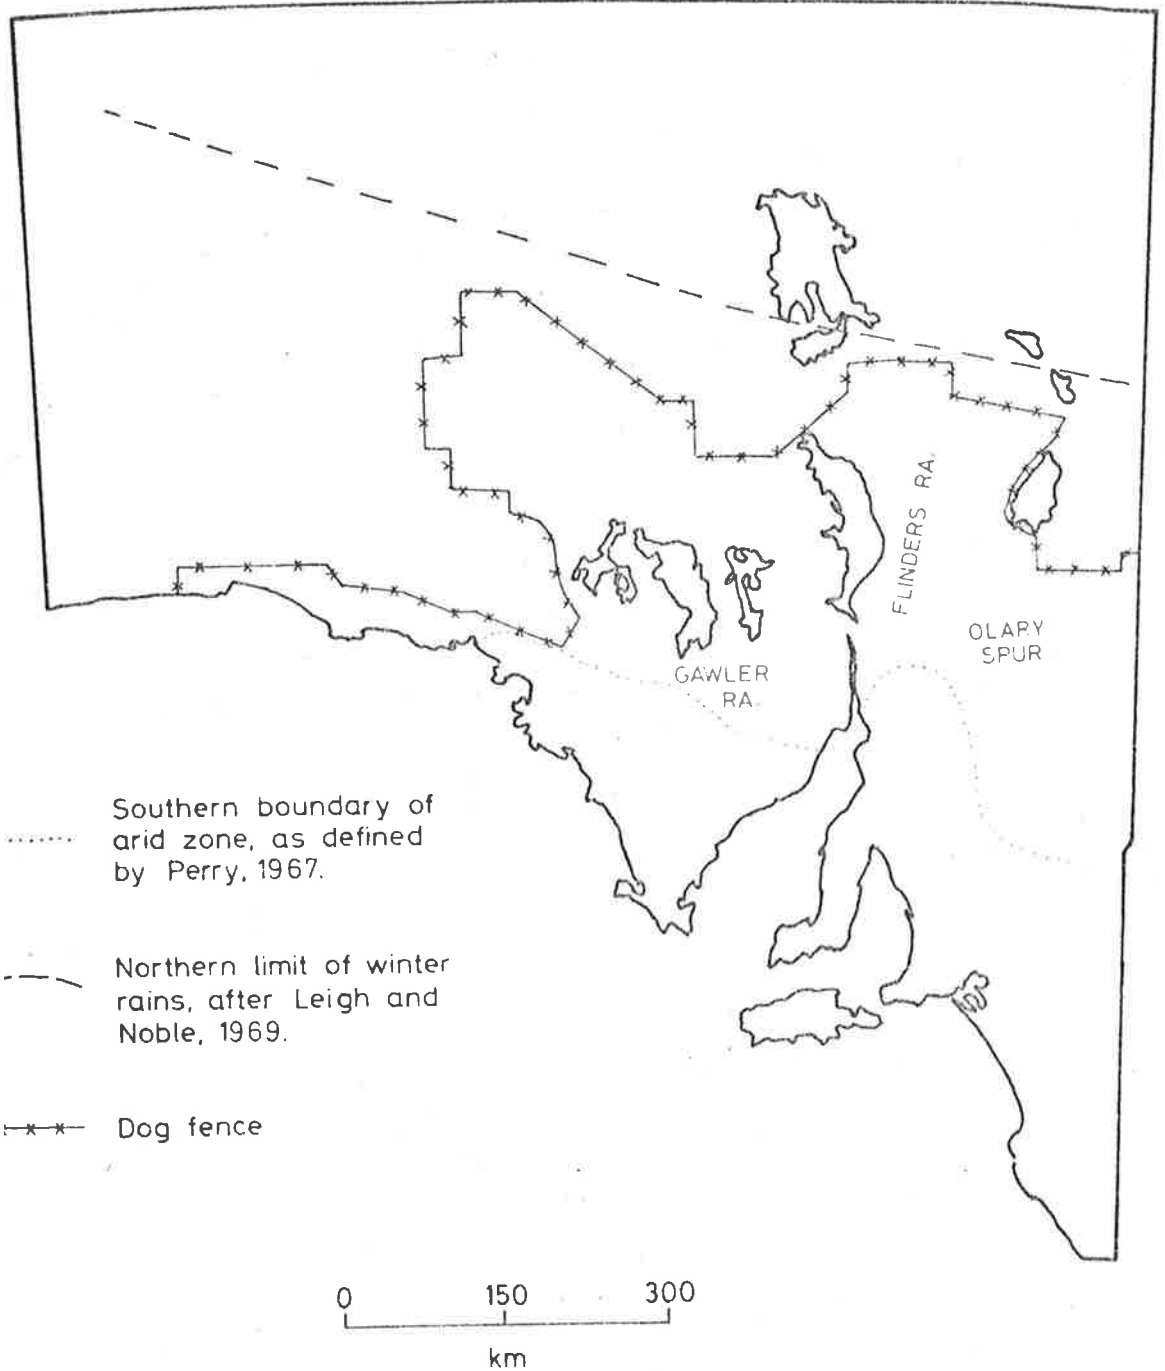 FLINDERS RA.
OLARY
SPUR
GAWLER
RA.
Southern boundary of
arid zone, as defined
by Perry, 1967.
Northern limit of winter
rains, after Leigh and
Noble, 1969.
Dog fence
0 150 300
km